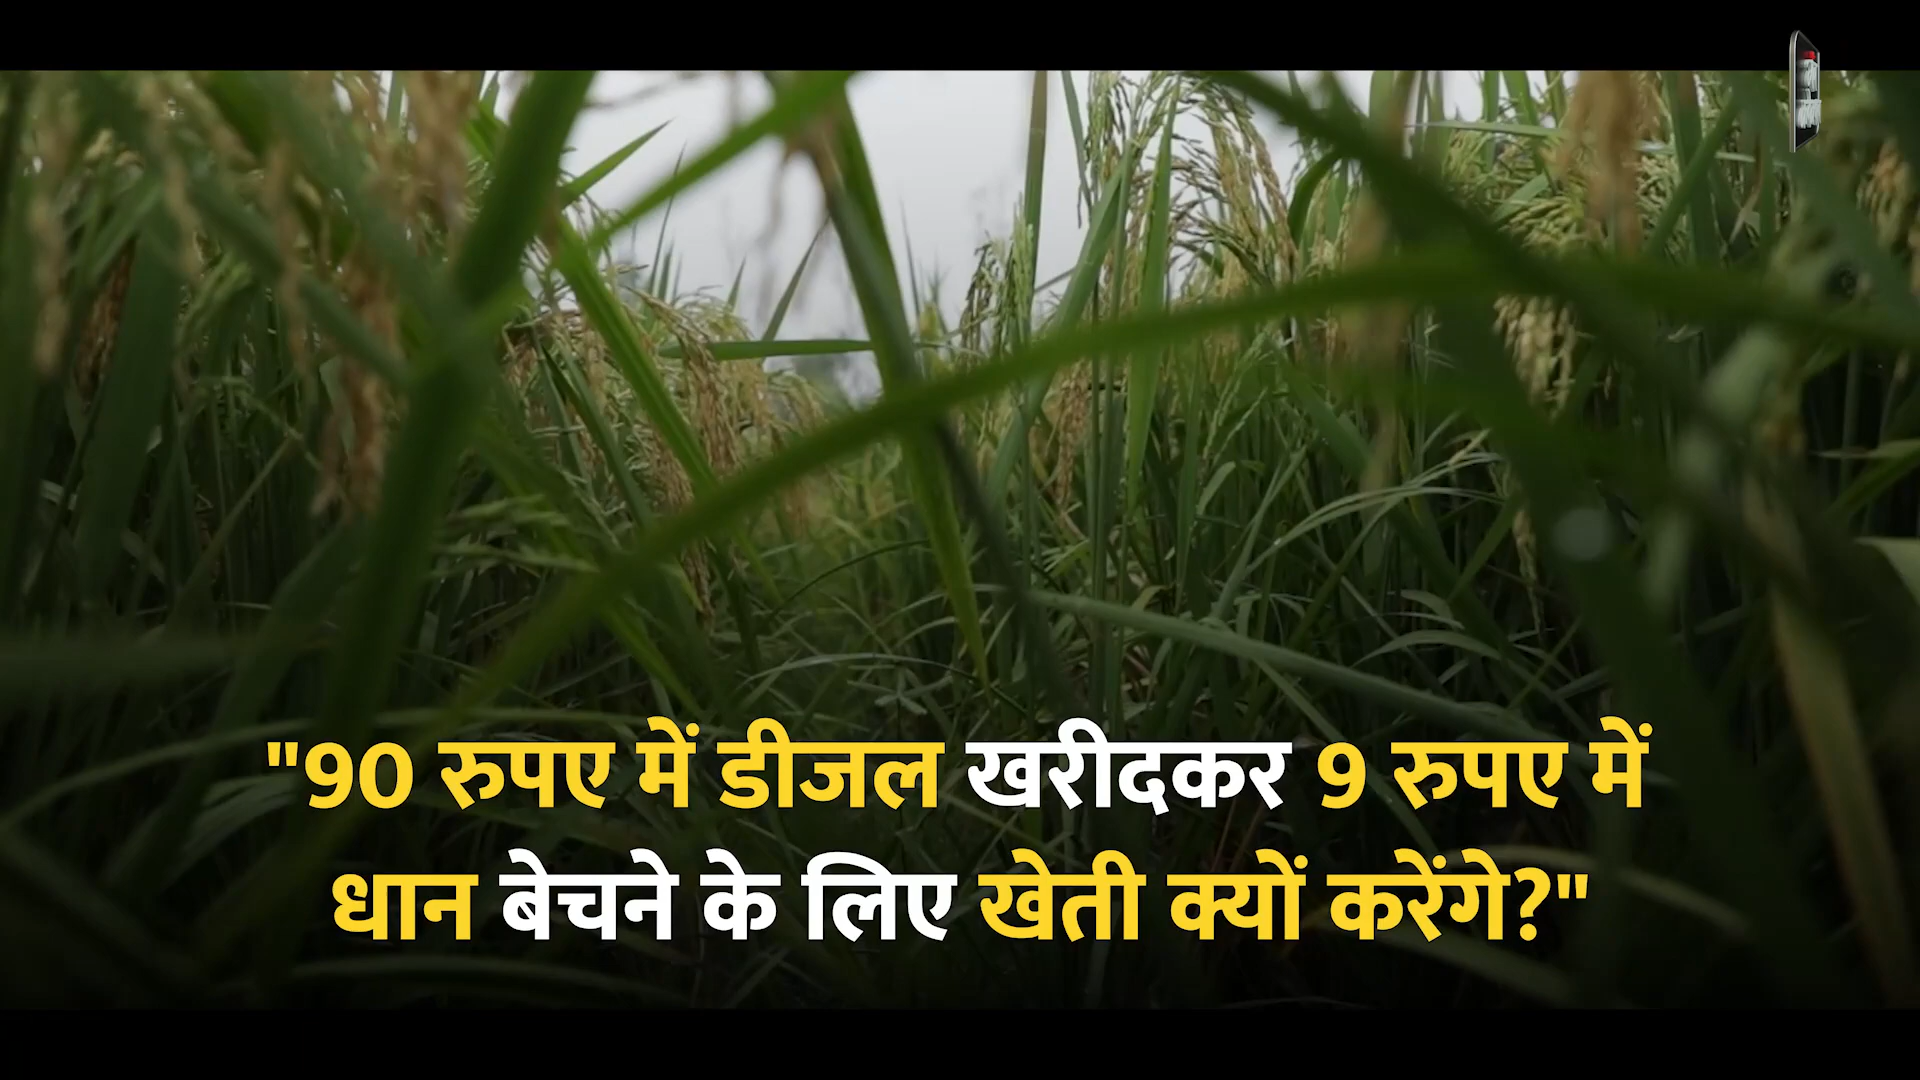 "90 रुपए में डीजल खरीदकर 9 रुपए में
धान बेचने के लिए खेती क्यों करेंगे?"